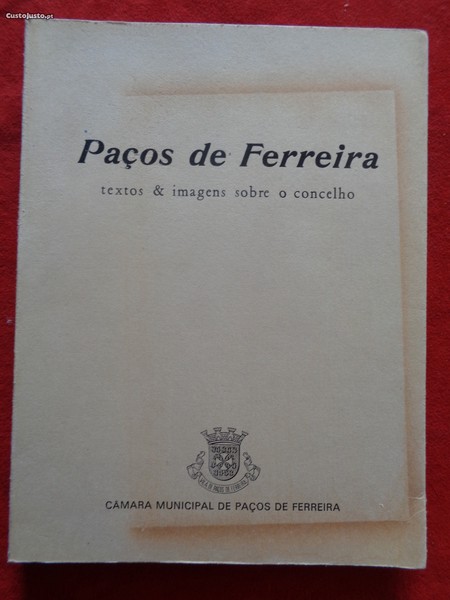 CustoJusto.pt
Paços de Ferreira
textos & imagens sobre o concelho
CÂMARA MUNICIPAL DE PAÇOS DE FERREIRA